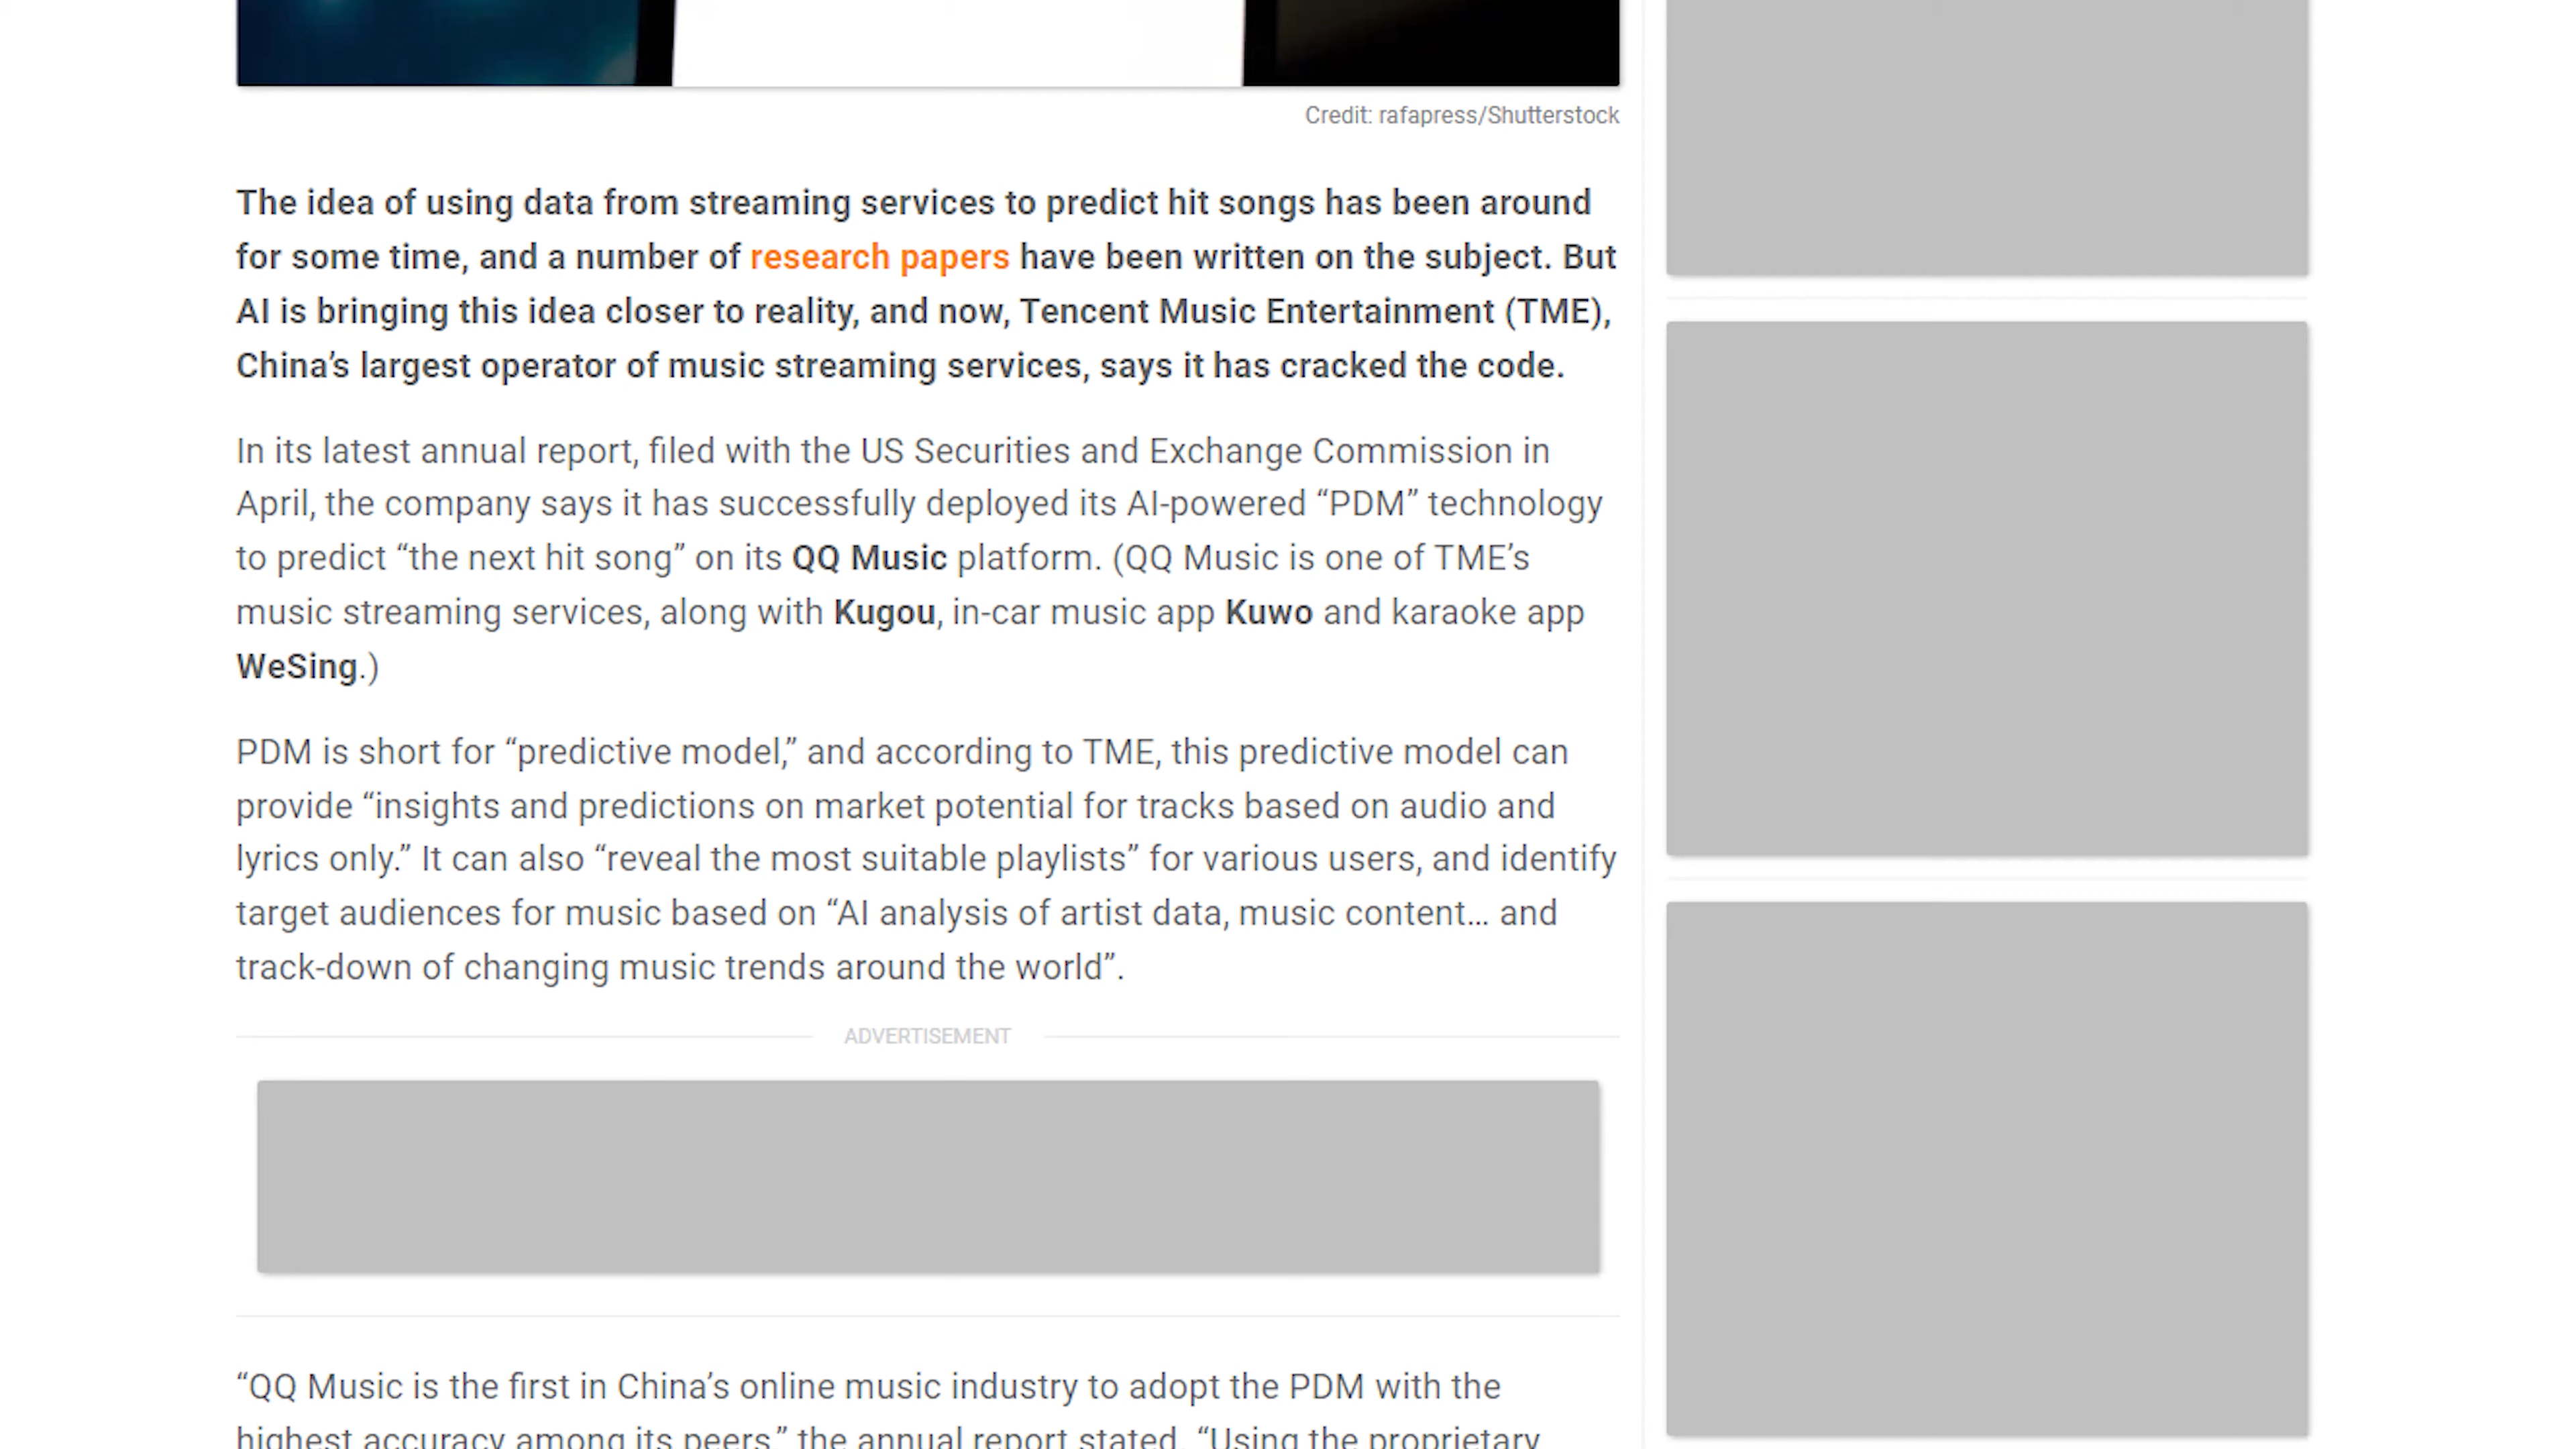 Credit: rafapress/Shutterstock
The idea of using data from streaming services to predict hit songs has been around
for some time, and a number of research papers have been written on the subject. But
AI is bringing this idea closer to reality, and now, Tencent Music Entertainment (TME),
China’s largest operator of music streaming services, says it has cracked the code.
In its latest annual report, filed with the US Securities and Exchange Commission in
April, the company says it has successfully deployed its AI-powered “PDM” technology
to predict “the next hit song” on its QQ Music platform. (QQ Music is one of TME’s
music streaming services, along with Kugou, in-car music app Kuwo and karaoke app
WeSing.)
PDM is short for “predictive model,” and according to TME, this predictive model can
provide “insights and predictions on market potential for tracks based on audio and
lyrics only.” It can also “reveal the most suitable playlists” for various users, and identify
target audiences for music based on “AI analysis of artist data, music content… and
track-down of changing music trends around the world”.
ADVERTISEMENT
“QQ Music is the first in China’s online music industry to adopt the PDM with the
highest accuracy among its peers,” the annual report stated. “Using the proprietary